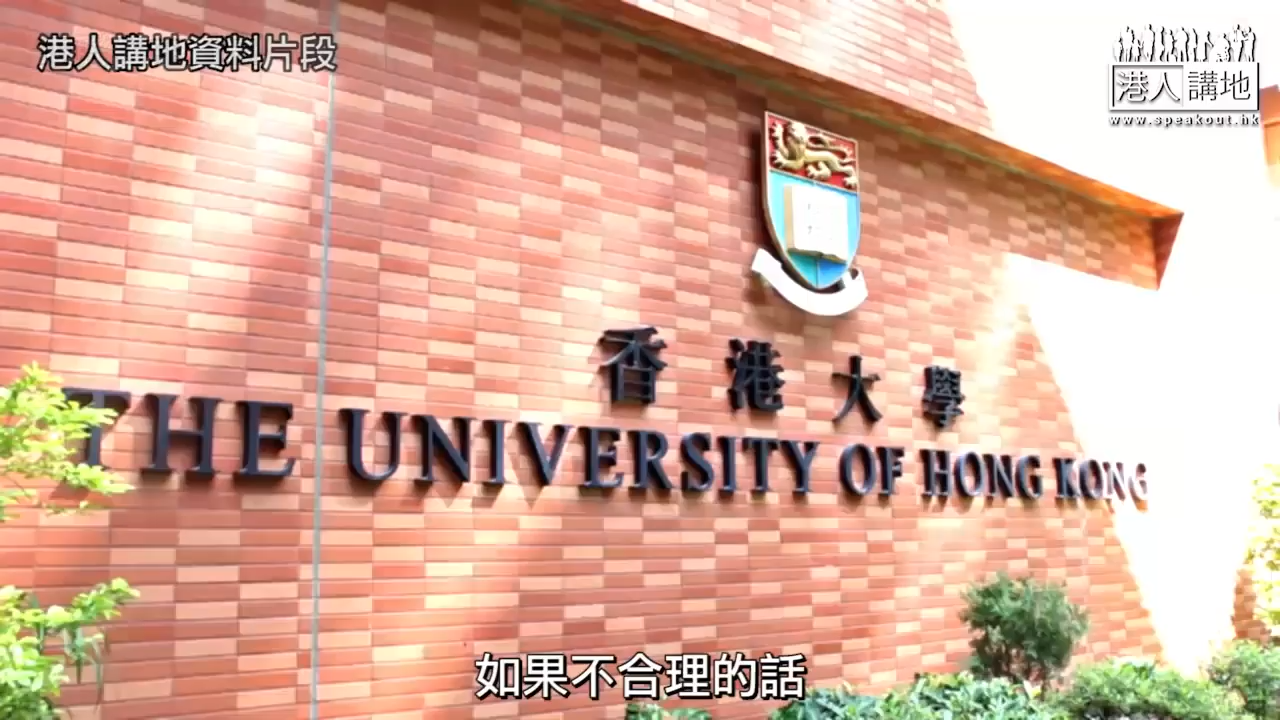 港人講地資料片段
港人講地
www.speakout.hk
香港大學
THE UNIVERSITY OF HONG KONG
如果不合理的話